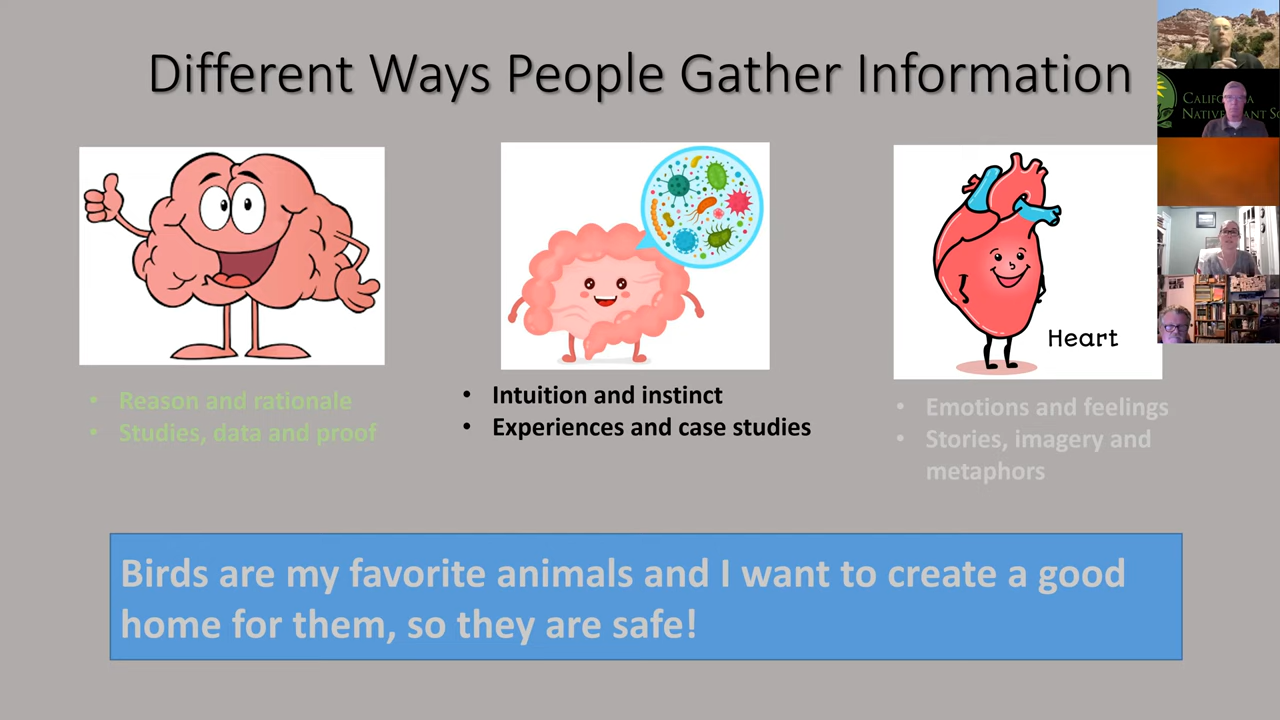 Different Ways People Gather Information
• Reason and rationale
• Studies, data and proof
• Intuition and instinct
• Experiences and case studies
Heart
• Emotions and feelings
• Stories, imagery and
metaphors
Birds are my favorite animals and I want to create a good
home for them, so they are safe!